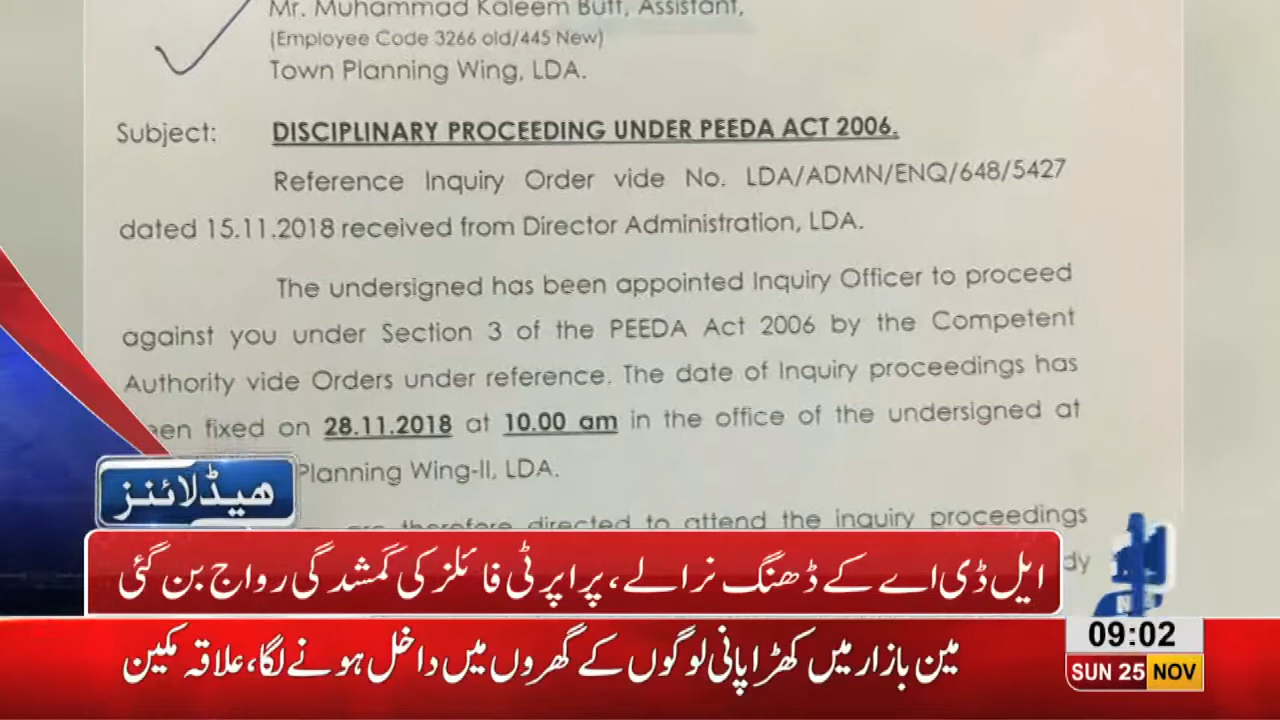 Mr. Muhammad Kaleem Butt, Assistant,
(Employee Code 3266 old/445 New)
Town Planning Wing, LDA.
Subject: DISCIPLINARY PROCEEDING UNDER PEEDA ACT 2006.
Reference Inquiry Order vide No. LDA/ADMN/ENQ/648/5427
dated 15.11.2018 received from Director Administration, LDA.
The undersigned has been appointed Inquiry Officer to proceed
against you under Section 3 of the PEEDA Act 2006 by the Competent
Authority vide Orders under reference. The date of Inquiry proceedings has
fixed on 28.11.2018 at 10.00 am in the office of the undersigned at
Planning Wing-II, LDA.
therefore directed to attend the inquiry proceedings
ہیڈلائنز
ایل ڈی اے کے ڈھنگ نرالے، پراپرٹی فائلز کی گمشدگی رواج بن گئی
مین بازار میں کھڑا پانی لوگوں کے گھروں میں داخل ہونے لگا، علاقہ مکین
09:02
SUN 25 NOV